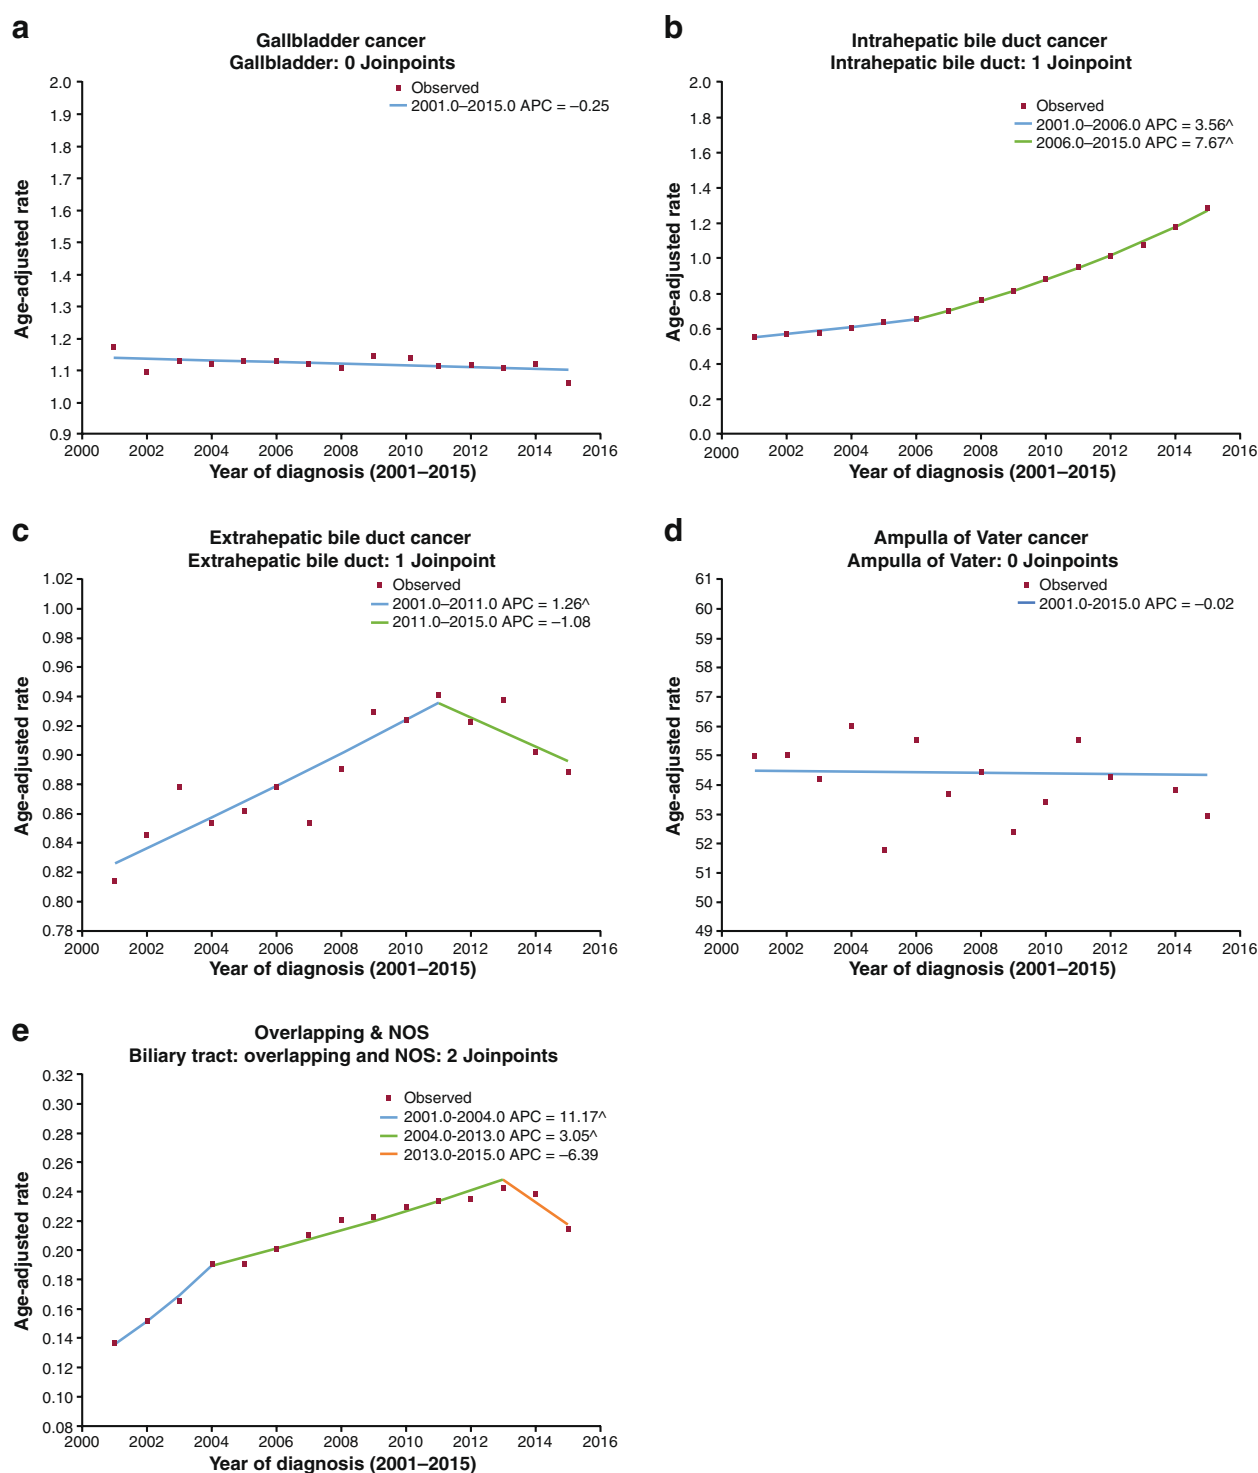 a
Gallbladder cancer
Gallbladder: 0 Joinpoints
Observed
2001.0–2015.0 APC = –0.25
Age-adjusted rate
2.0
1.9
1.8
1.7
1.6
1.5
1.4
1.3
1.2
1.1
1.0
0.9
2000 2002 2004 2006 2008 2010 2012 2014 2016
Year of diagnosis (2001–2015)
b
Intrahepatic bile duct cancer
Intrahepatic bile duct: 1 Joinpoint
Observed
2001.0–2006.0 APC = 3.56^
2006.0–2015.0 APC = 7.67^
Age-adjusted rate
2.0
1.8
1.6
1.4
1.2
1.0
0.8
0.6
0.4
0.2
0.0
2000 2002 2004 2006 2008 2010 2012 2014 2016
Year of diagnosis (2001–2015)
c
Extrahepatic bile duct cancer
Extrahepatic bile duct: 1 Joinpoint
Observed
2001.0–2011.0 APC = 1.26^
2011.0–2015.0 APC = –1.08
Age-adjusted rate
1.02
1.00
0.98
0.96
0.94
0.92
0.90
0.88
0.86
0.84
0.82
0.80
0.78
2000 2002 2004 2006 2008 2010 2012 2014 2016
Year of diagnosis (2001–2015)
d
Ampulla of Vater cancer
Ampulla of Vater: 0 Joinpoints
Observed
2001.0-2015.0 APC = –0.02
Age-adjusted rate
61
60
59
58
57
56
55
54
53
52
51
50
49
2000 2002 2004 2006 2008 2010 2012 2014 2016
Year of diagnosis (2001–2015)
e
Overlapping & NOS
Biliary tract: overlapping and NOS: 2 Joinpoints
Observed
2001.0-2004.0 APC = 11.17^
2004.0-2013.0 APC = 3.05^
2013.0-2015.0 APC = –6.39
Age-adjusted rate
0.32
0.30
0.28
0.26
0.24
0.22
0.20
0.18
0.16
0.14
0.12
0.10
0.08
2000 2002 2004 2006 2008 2010 2012 2014 2016
Year of diagnosis (2001–2015)